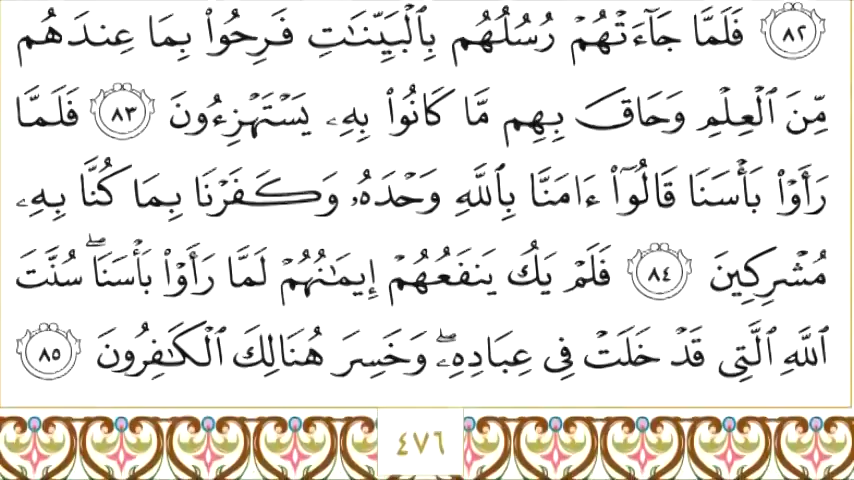 ٨٢ فَلَمَّا جَآءَتْهُمْ رُسُلُهُم بِٱلْبَيِّنَـٰتِ فَرِحُوا۟ بِمَا عِندَهُم
مِّنَ ٱلْعِلْمِ وَحَاقَ بِهِم مَّا كَانُوا۟ بِهِۦ يَسْتَهْزِءُونَ ٨٣ فَلَمَّا
رَأَوْا۟ بَأْسَنَا قَالُوٓا۟ ءَامَنَّا بِٱللَّهِ وَحْدَهُۥ وَكَفَرْنَا بِمَا كُنَّا بِهِۦ
مُشْرِكِينَ ٨٤ فَلَمْ يَكُ يَنفَعُهُمْ إِيمَـٰنُهُمْ لَمَّا رَأَوْا۟ بَأْسَنَا ۖ سُنَّتَ
ٱللَّهِ ٱلَّتِى قَدْ خَلَتْ فِى عِبَادِهِۦ ۖ وَخَسِرَ هُنَالِكَ ٱلْكَـٰفِرُونَ ٨٥
٤٧٦